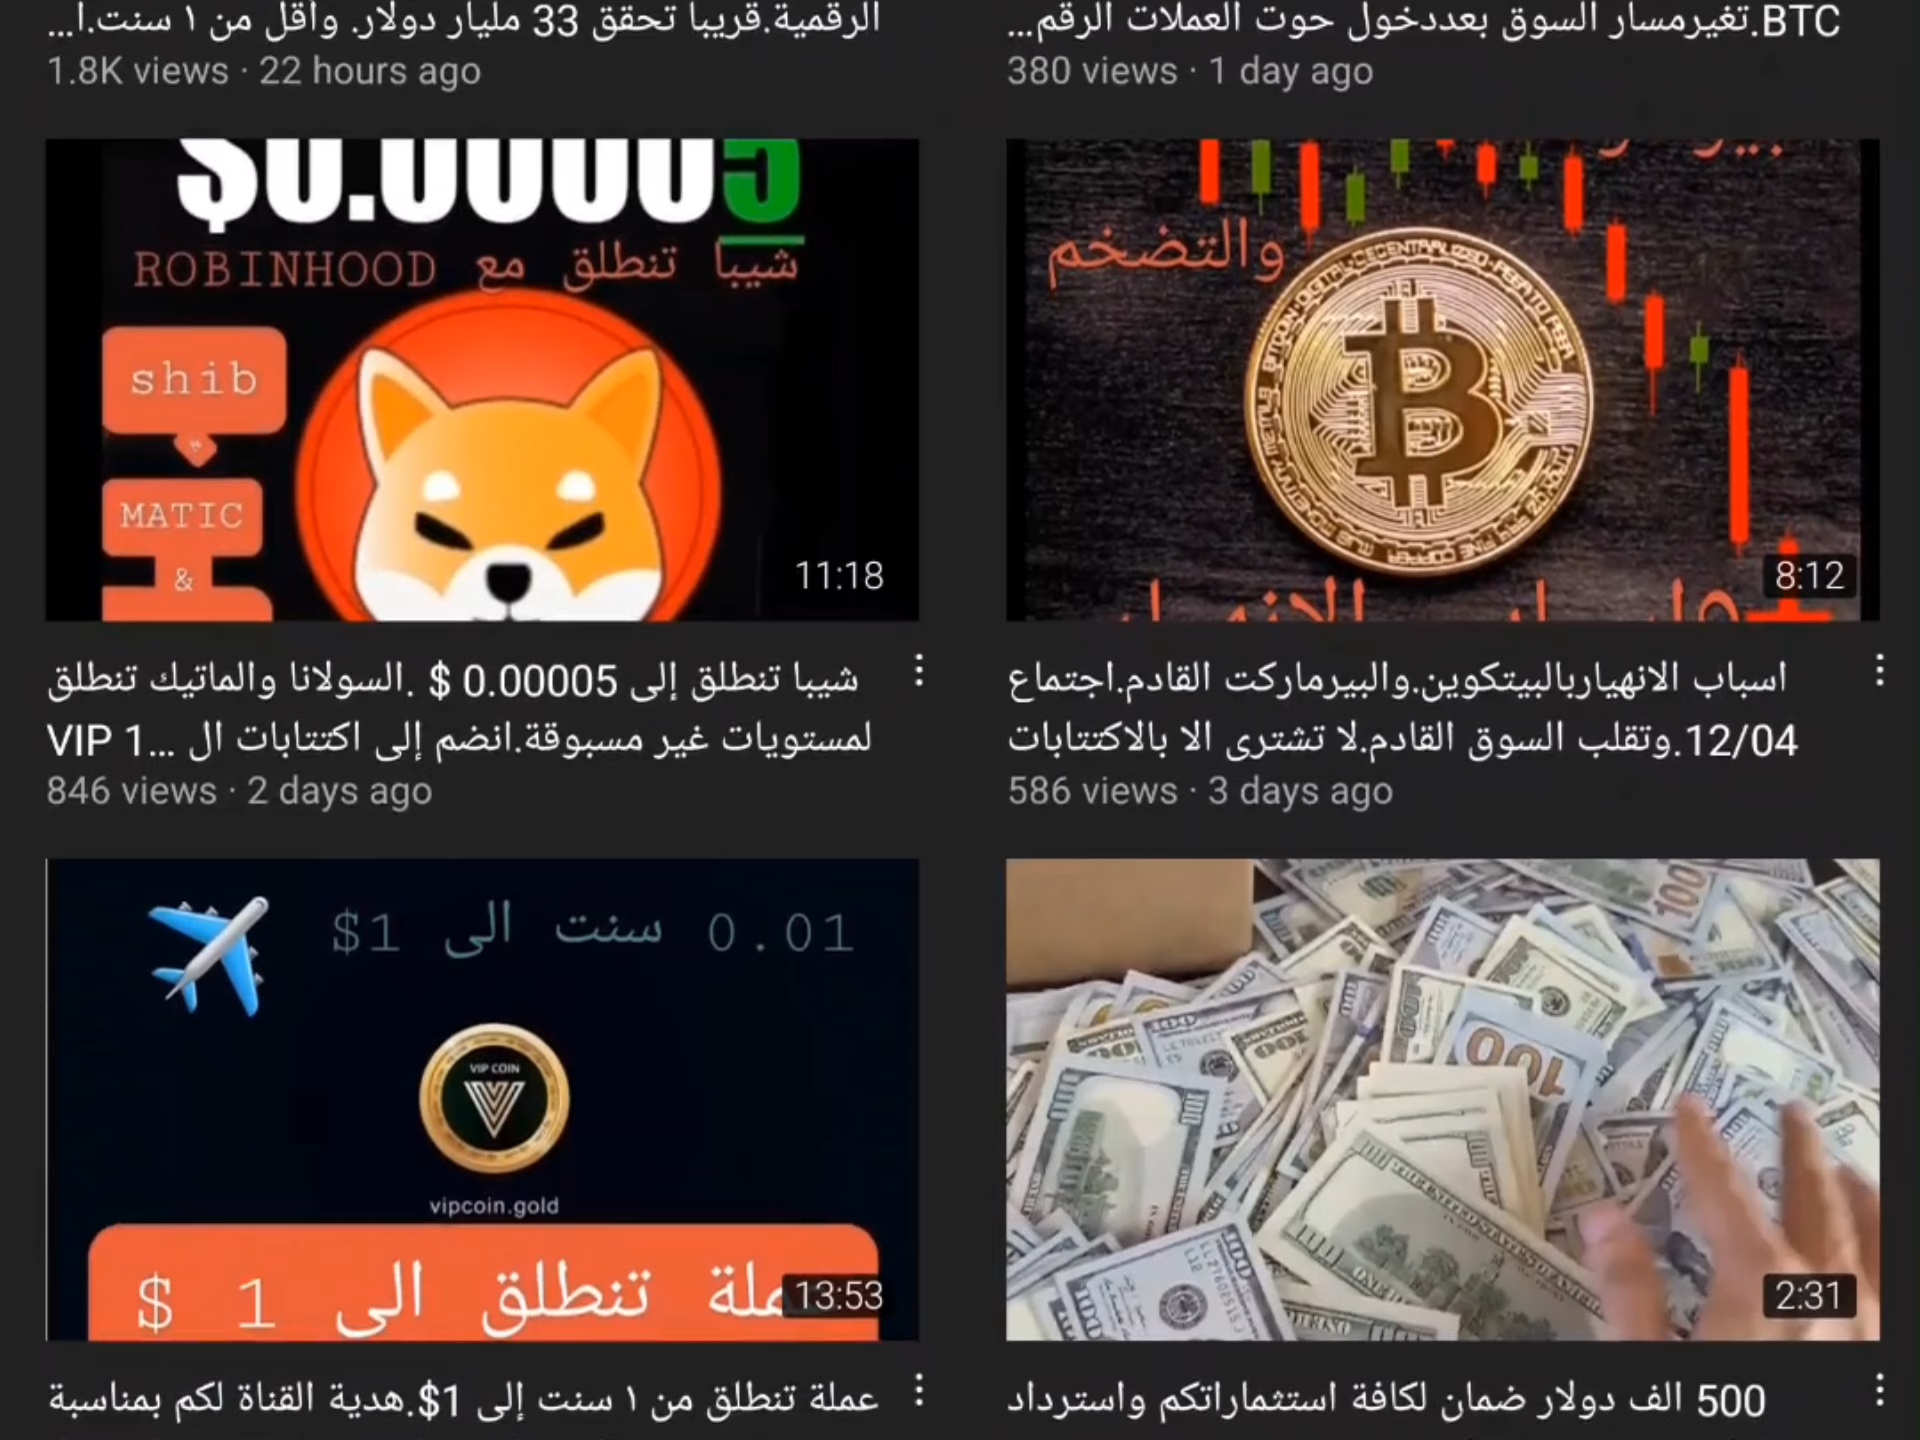 الرقمية.قريبا تحقق 33 مليار دولار. واقل من ١ سنت.ا...
1.8K views · 22 hours ago
BTC.تغيرمسار السوق بعددخول حوت العملات الرقم...
380 views · 1 day ago
$0.00005
شيبا تنطلق مع ROBINHOOD
shib
MATIC
&
11:18
والتضخم
8:12
شيبا تنطلق إلى 0.00005 $ .السولانا والماتيك تنطلق
لمستويات غير مسبوقة.انضم إلى اكتتابات ال ...VIP 1
846 views · 2 days ago
اسباب الانهياربالبيتكوين.والبيرماركت القادم.اجتماع
12/04.وتقلب السوق القادم.لا تشترى الا بالاكتتابات
586 views · 3 days ago
0.01 سنت الى 1$
VIP COIN
vipcoin.gold
عملة تنطلق الى 1 $
13:53
100
100
2:31
عملة تنطلق من ١ سنت إلى 1$.هدية القناة لكم بمناسبة
500 الف دولار ضمان لكافة استثماراتكم واسترداد